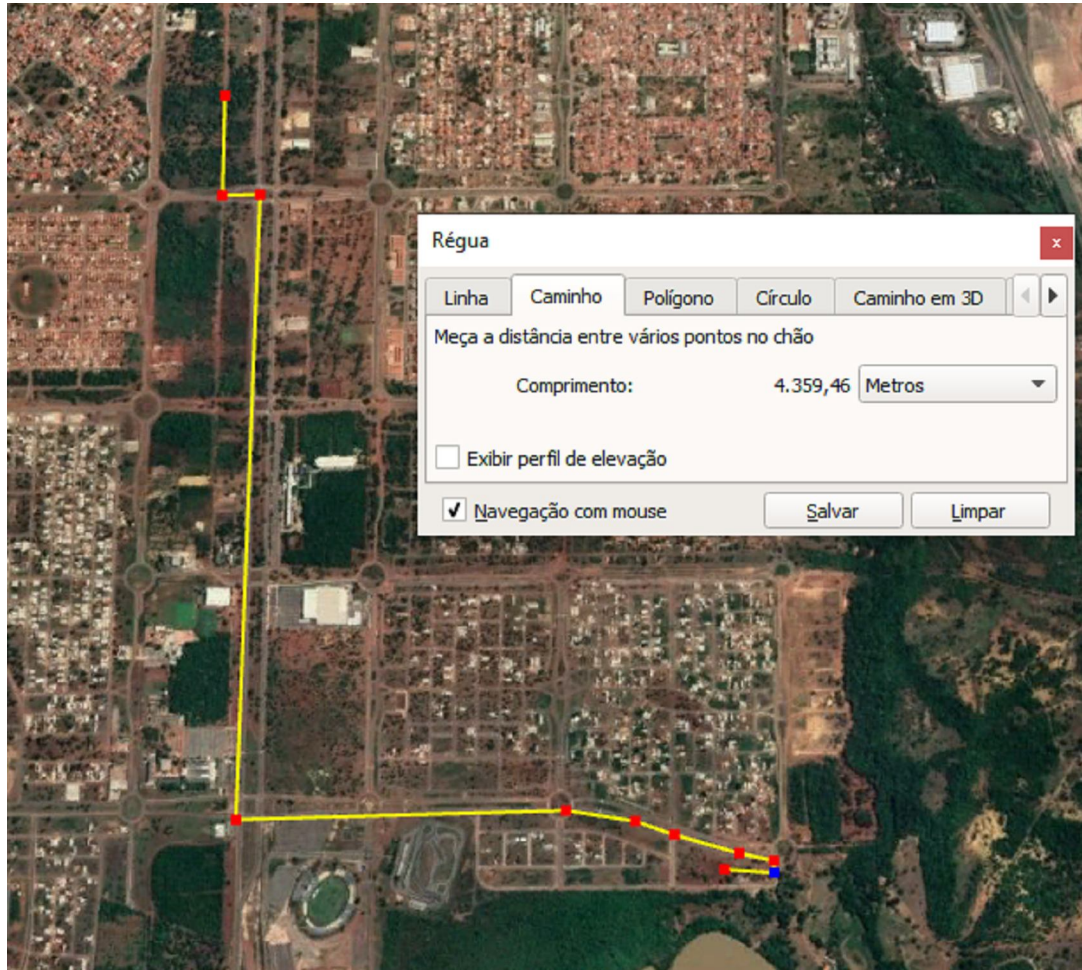 Régua
x
Linha Caminho Polígono Círculo Caminho em 3D
Meça a distância entre vários pontos no chão
Comprimento: 4.359,46 Metros
Exibir perfil de elevação
Navegação com mouse Salvar Limpar